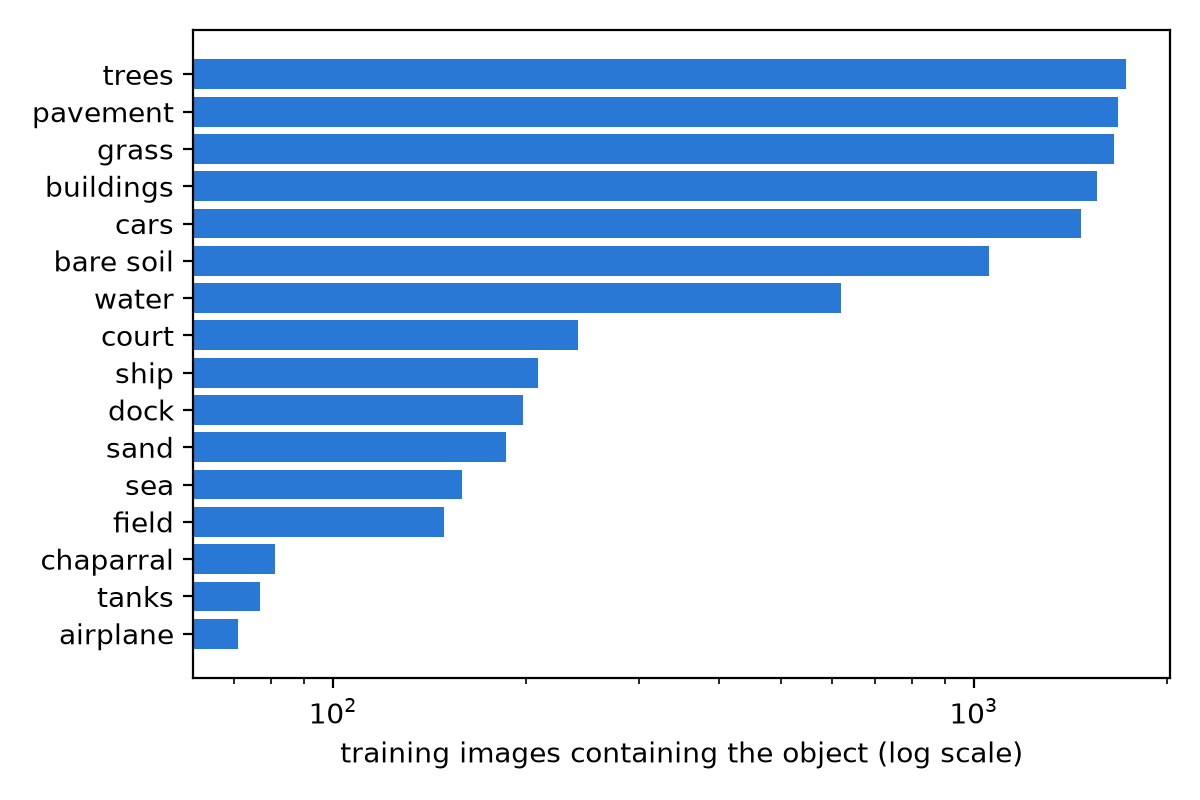 trees
pavement
grass
buildings
cars
bare soil
water
court
ship
dock
sand
sea
field
chaparral
tanks
airplane
10² 10³
training images containing the object (log scale)